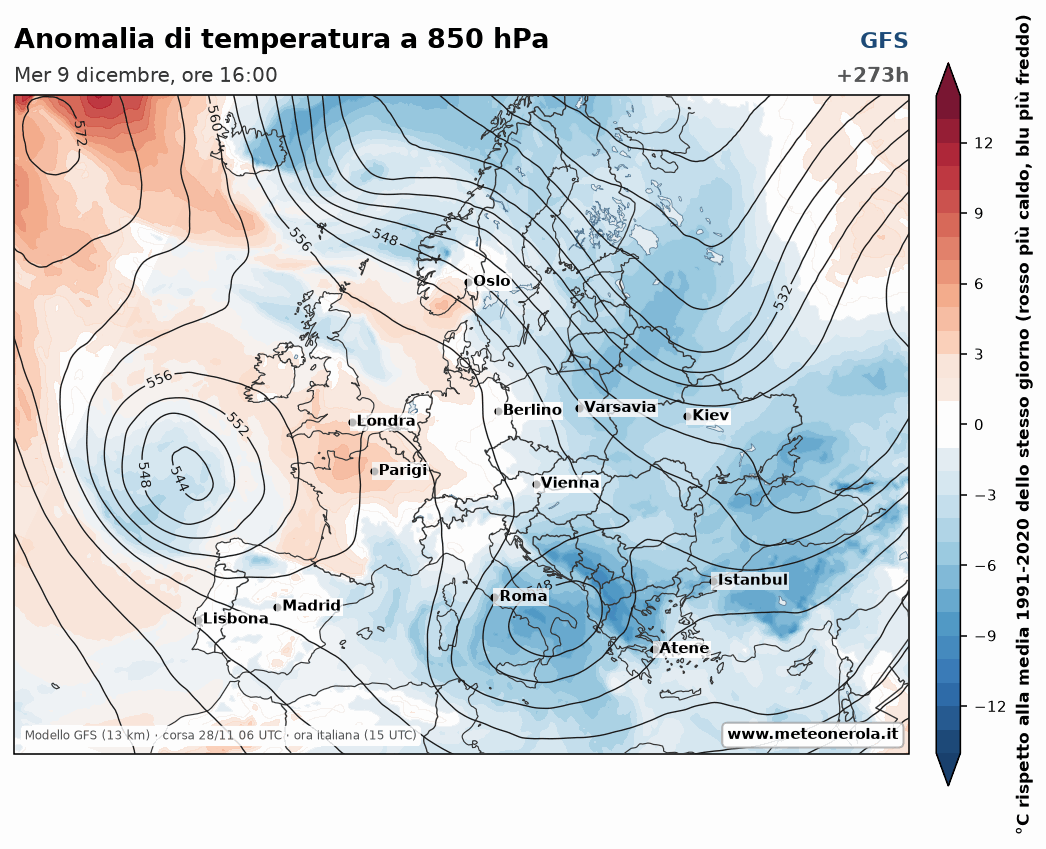 Anomalia di temperatura a 850 hPa
GFS
Mer 9 dicembre, ore 16:00
+273h
572
560
556
548
532
556
552
548
544
Oslo
Berlino
Varsavia
Kiev
Londra
Parigi
Vienna
Roma
Istanbul
Madrid
Lisbona
Atene
Modello GFS (13 km) · corsa 28/11 06 UTC · ora italiana (15 UTC)
www.meteonerola.it
12
9
6
3
0
−3
−6
−9
−12
°C rispetto alla media 1991-2020 dello stesso giorno (rosso più caldo, blu più freddo)